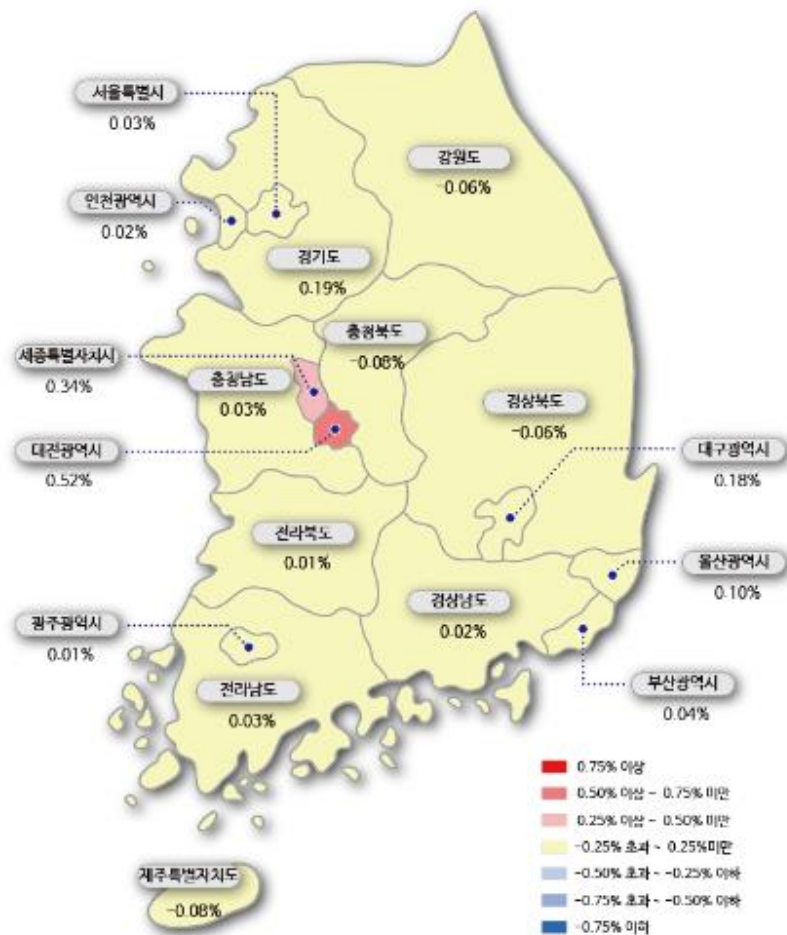 서울특별시
0.03%
강원도
-0.06%
인천광역시
0.02%
경기도
0.19%
충청북도
-0.08%
세종특별자치시
0.34%
충청남도
0.03%
경상북도
-0.06%
대전광역시
0.52%
대구광역시
0.18%
전라북도
0.01%
울산광역시
0.10%
경상남도
0.02%
광주광역시
0.01%
전라남도
0.03%
부산광역시
0.04%
제주특별자치도
-0.08%
0.75% 이상
0.50% 이상 ~ 0.75% 미만
0.25% 이상 ~ 0.50% 미만
-0.25% 초과 ~ 0.25%미만
-0.50% 초과 ~ -0.25% 이하
-0.75% 초과 ~ -0.50% 이하
-0.75% 이하